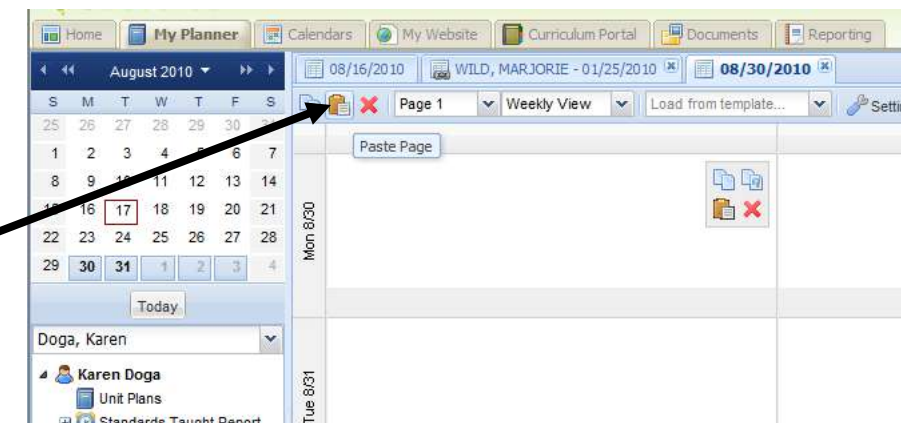 Home My Planner Calendars My Website Curriculum Portal Documents Reporting
August 2010
08/16/2010 WILD, MARJORIE - 01/25/2010 08/30/2010
S M T W T F S
Page 1 Weekly View Load from template...
25 26 27 28 29 30
1 2 3 4 6 7
Paste Page
8 9 11 12 13 14
16 17 18 19 20 21
22 23 24 25 26 27 28
29 30 31 1 2 3 4
Mon 8/30
Today
Doga, Karen
Karen Doga
Unit Plans
Standards Taught Report
Tue 8/31